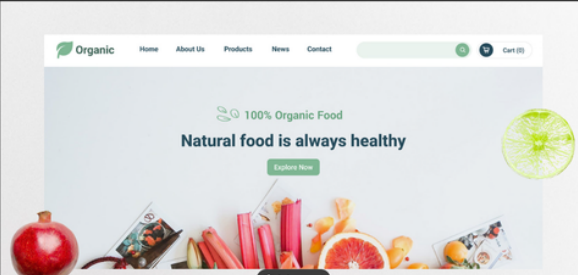 Organic Home About Us Products News Contact Cart (0)
100% Organic Food
Natural food is always healthy
Explore Now